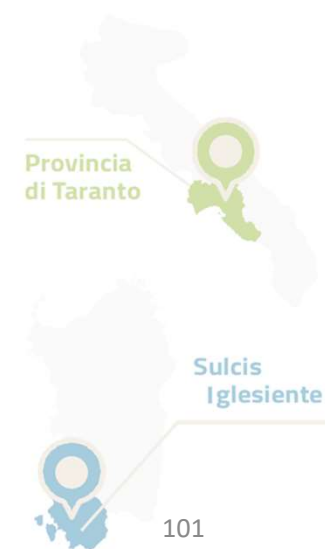 Provincia
di Taranto
Sulcis
Iglesiente
101